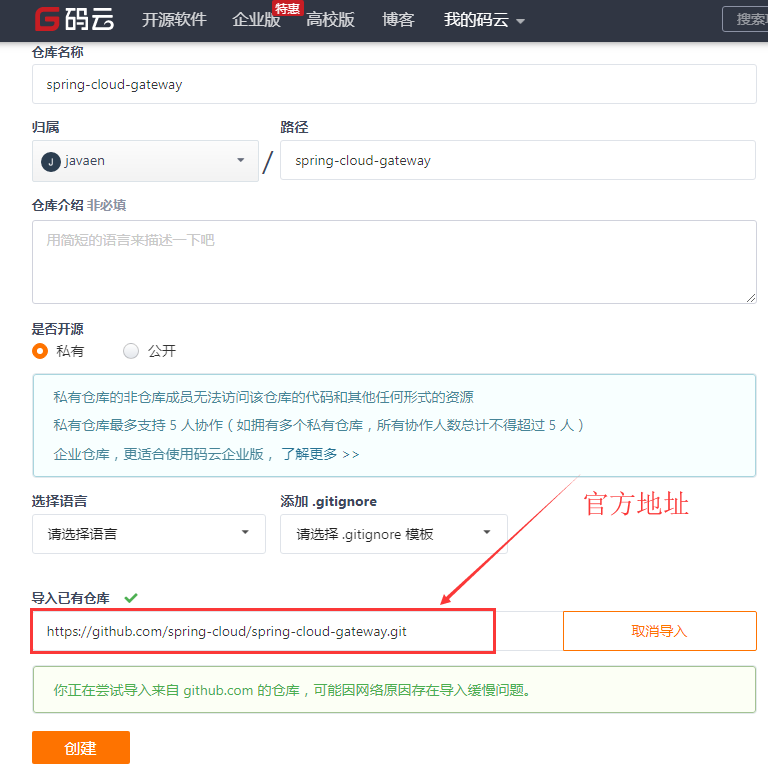 G码云 开源软件 企业版 特惠 高校版 博客 我的码云 搜索
仓库名称
spring-cloud-gateway
归属 路径
J javaen / spring-cloud-gateway
仓库介绍 非必填
用简短的语言来描述一下吧
是否开源
私有 公开
私有仓库的非仓库成员无法访问该仓库的代码和其他任何形式的资源
私有仓库最多支持 5 人协作（如拥有多个私有仓库，所有协作人数总计不得超过 5 人）
企业仓库，更适合使用码云企业版，了解更多 >>
选择语言 添加 .gitignore
官方地址
请选择语言 请选择 .gitignore 模板
导入已有仓库
https://github.com/spring-cloud/spring-cloud-gateway.git 取消导入
你正在尝试导入来自 github.com 的仓库，可能因网络原因存在导入缓慢问题。
创建